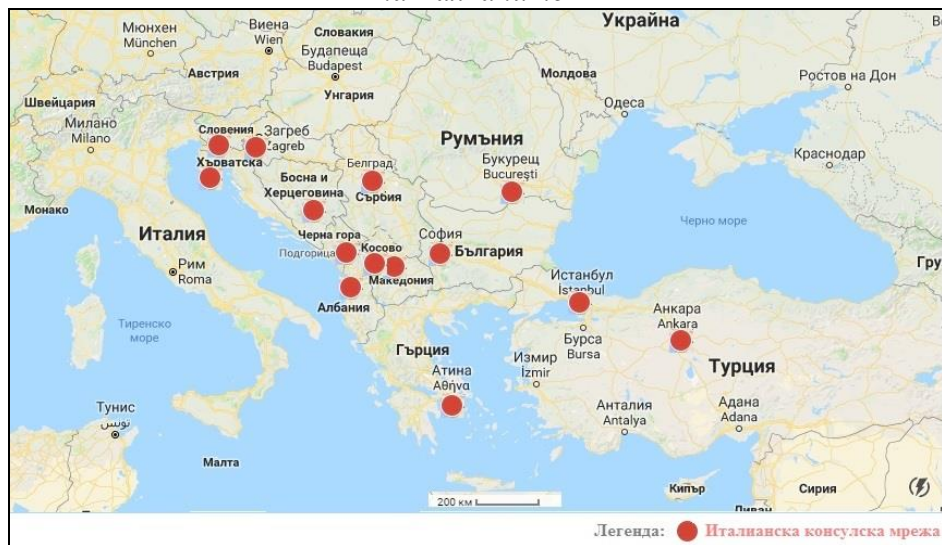 Мюнхен
München
Виена
Wien
Словакия
Украйна
Будапеща
Budapest
Австрия
Унгария
Молдова
Ростов на Дон
Швейцария
Одеса
Милано
Milano
Словения
Загреб
Zagreb
Румъния
Краснодар
Хърватска
Белград
Букурещ
București
Босна и
Херцеговина
Сърбия
Монако
Италия
Черно море
Черна гора
Подгорица
Косово
София
България
Гру
Рим
Roma
Македония
Истанбул
İstanbul
Албания
Анкара
Ankara
Тиренско
море
Бурса
Bursa
Гърция
Измир
İzmir
Турция
Атина
Αθήνα
Тунис
تونس
Анталия
Antalya
Адана
Adana
Малта
Кипър
Сирия
200 км
Легенда: Италианска консулска мрежа